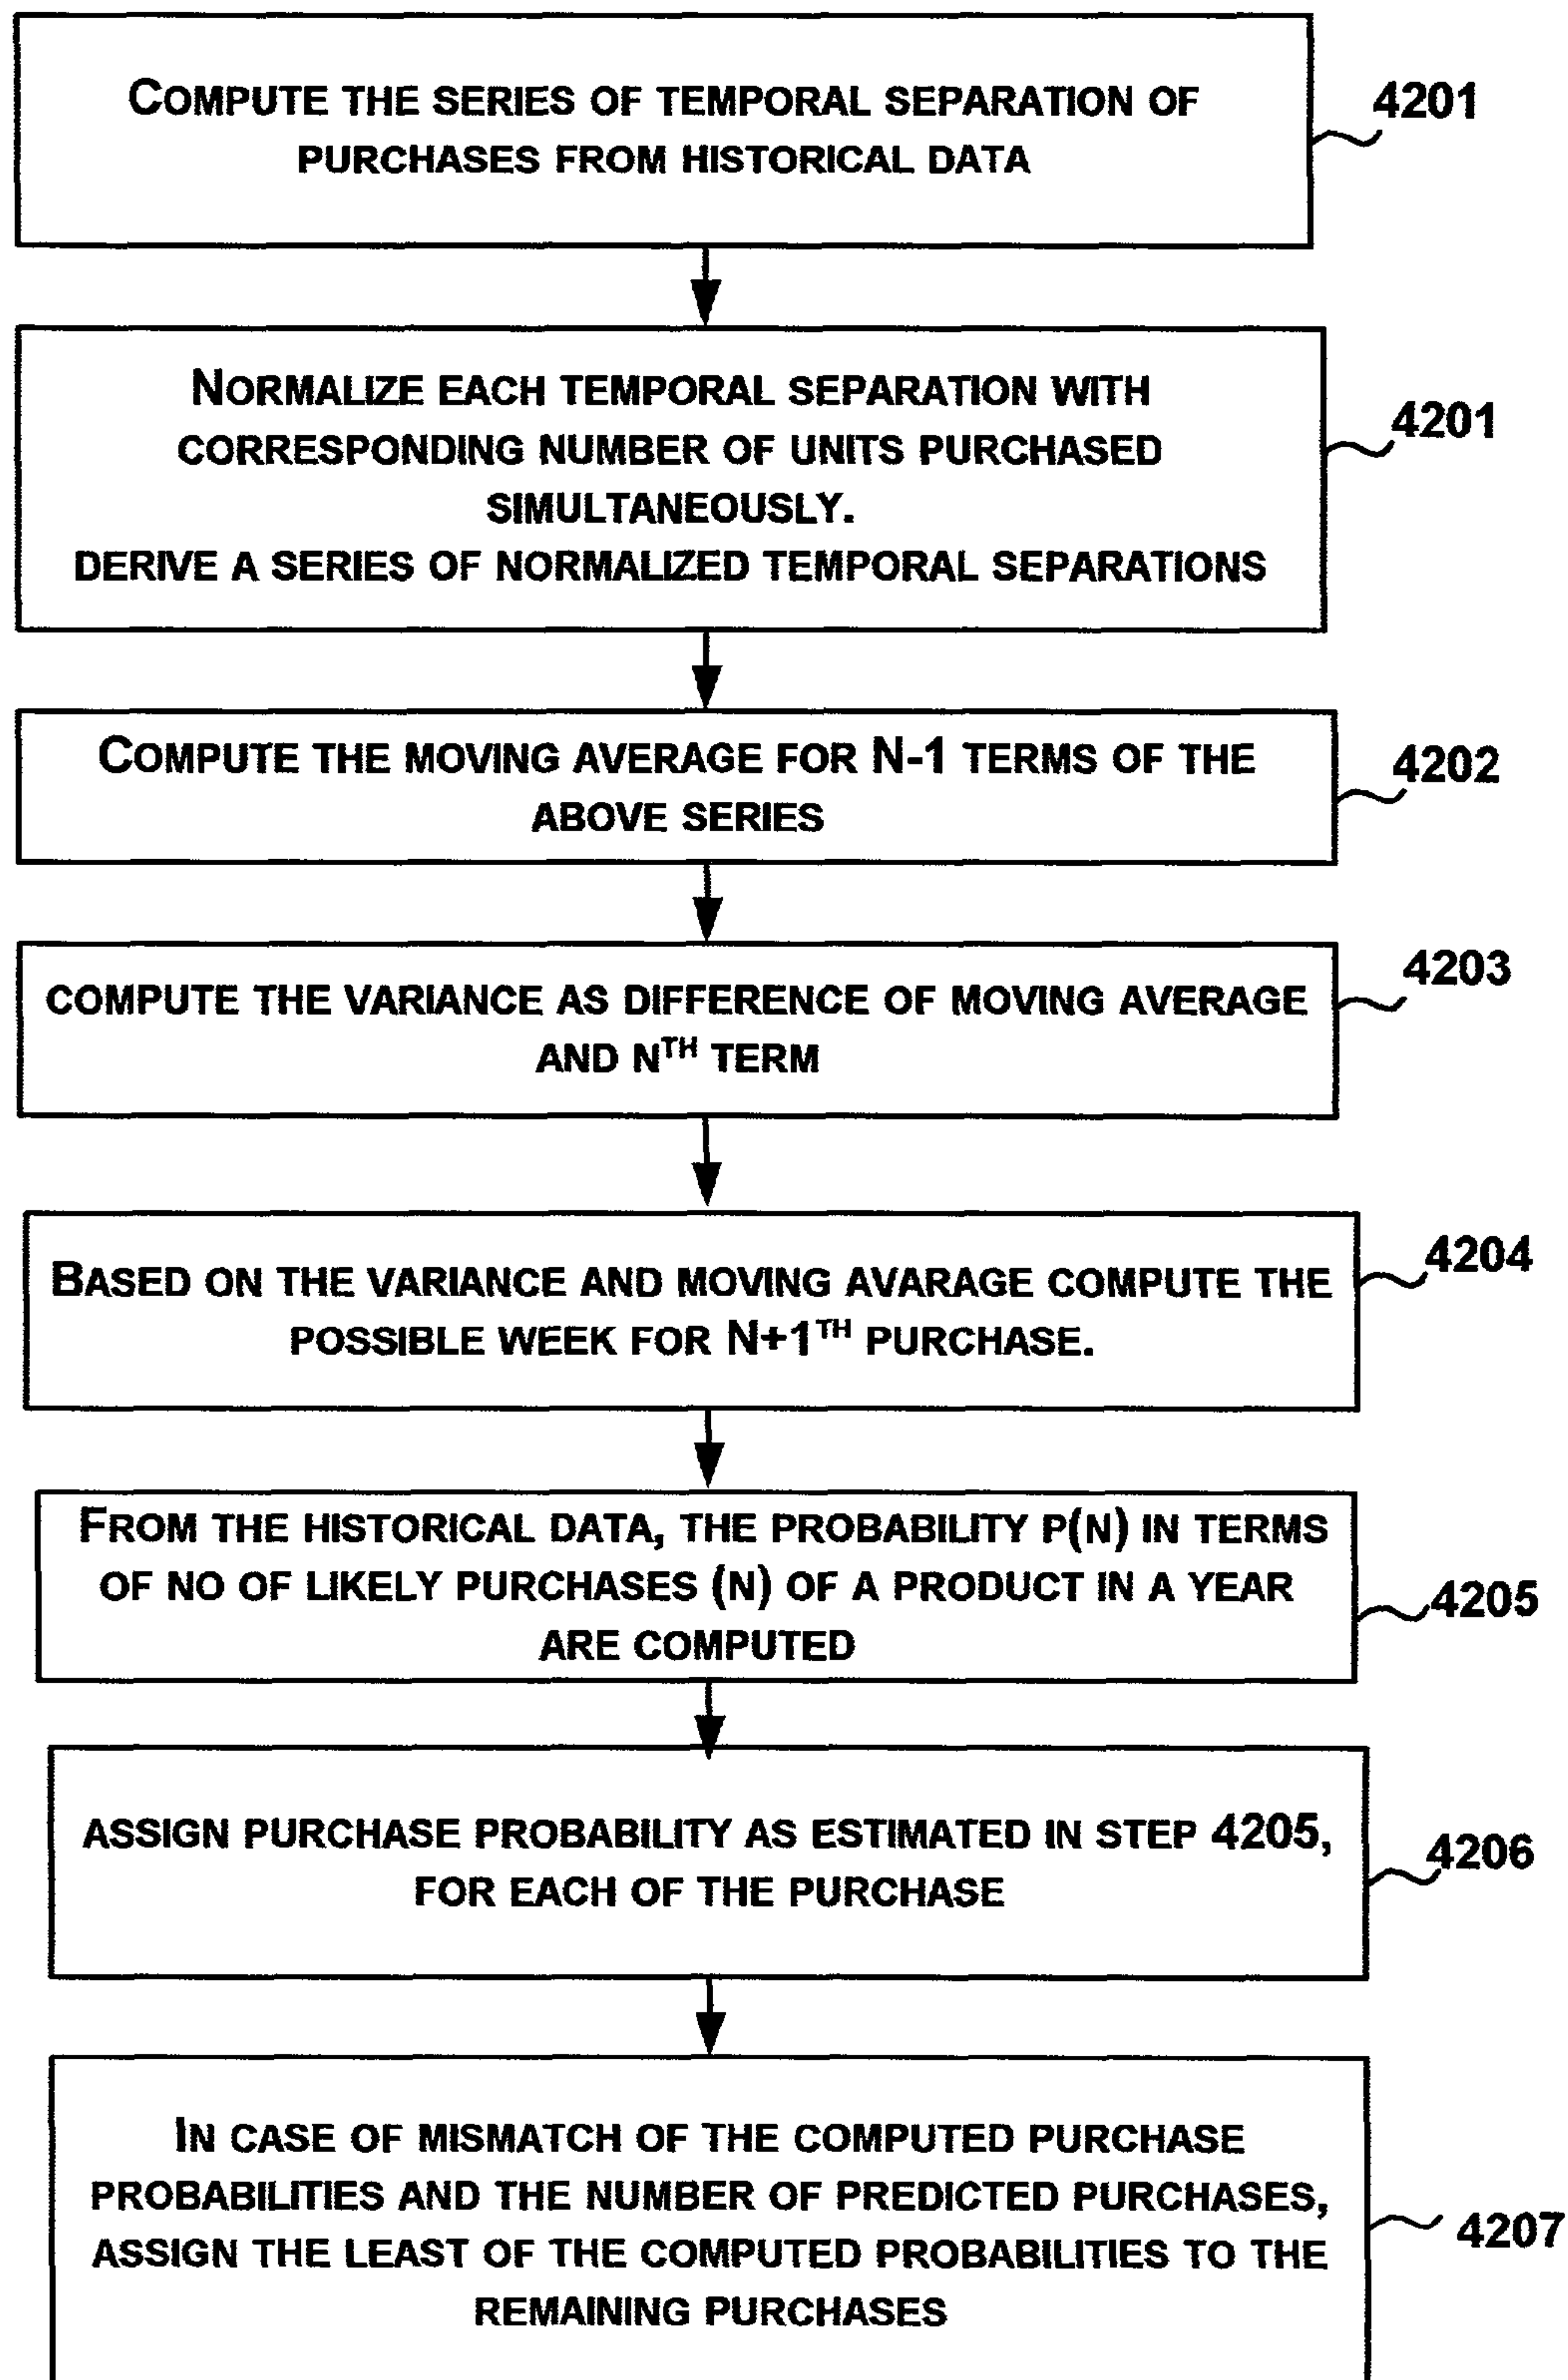 COMPUTE THE SERIES OF TEMPORAL SEPARATION OF
PURCHASES FROM HISTORICAL DATA
4201
NORMALIZE EACH TEMPORAL SEPARATION WITH
CORRESPONDING NUMBER OF UNITS PURCHASED
SIMULTANEOUSLY.
DERIVE A SERIES OF NORMALIZED TEMPORAL SEPARATIONS
4201
COMPUTE THE MOVING AVERAGE FOR N-1 TERMS OF THE
ABOVE SERIES
4202
COMPUTE THE VARIANCE AS DIFFERENCE OF MOVING AVERAGE
AND NTH TERM
4203
BASED ON THE VARIANCE AND MOVING AVARAGE COMPUTE THE
POSSIBLE WEEK FOR N+1TH PURCHASE.
4204
FROM THE HISTORICAL DATA, THE PROBABILITY P(N) IN TERMS
OF NO OF LIKELY PURCHASES (N) OF A PRODUCT IN A YEAR
ARE COMPUTED
4205
ASSIGN PURCHASE PROBABILITY AS ESTIMATED IN STEP 4205,
FOR EACH OF THE PURCHASE
4206
IN CASE OF MISMATCH OF THE COMPUTED PURCHASE
PROBABILITIES AND THE NUMBER OF PREDICTED PURCHASES,
ASSIGN THE LEAST OF THE COMPUTED PROBABILITIES TO THE
REMAINING PURCHASES
4207